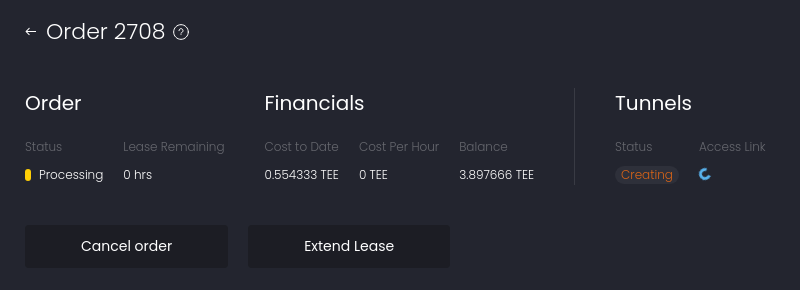 ← Order 2708 ?
Order
Status Lease Remaining
Processing 0 hrs
Financials
Cost to Date Cost Per Hour Balance
0.554333 TEE 0 TEE 3.897666 TEE
Tunnels
Status Access Link
Creating
Cancel order
Extend Lease